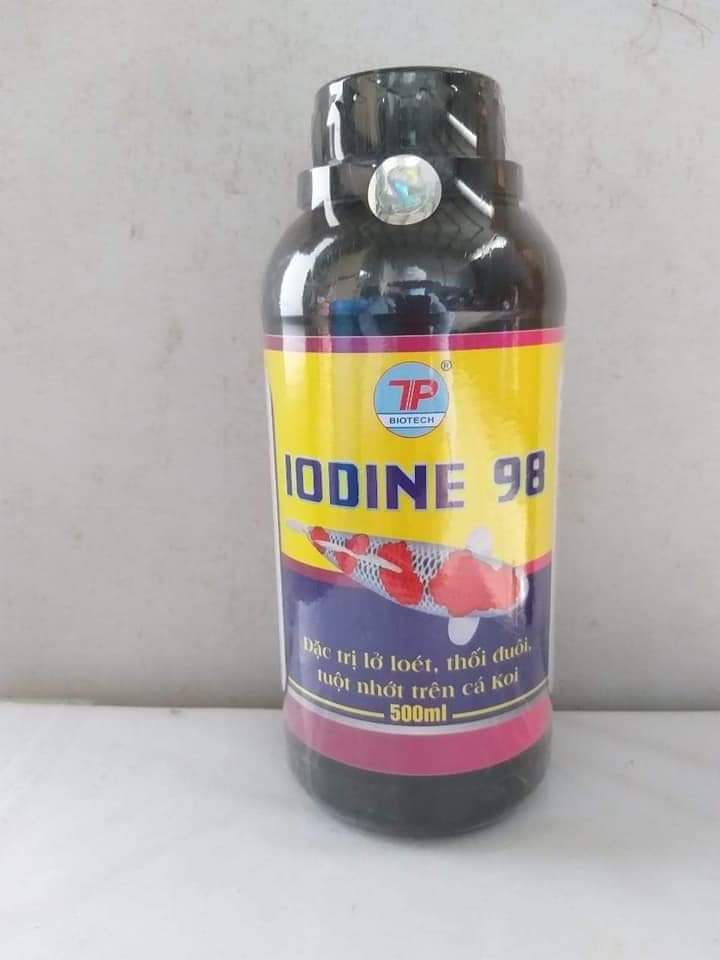 TP
®
BIOTECH
IODINE 98
Đặc trị lở loét, thối đuôi,
tuột nhớt trên cá Koi
500ml